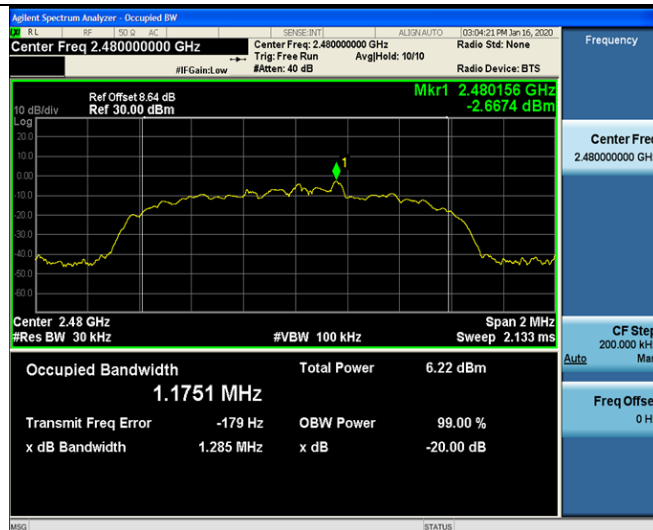 Agilent Spectrum Analyzer - Occupied BW
RL RF 50 Ω AC SENSE:INT ALIGN AUTO 03:04:21 PM Jan 16, 2020
Center Freq 2.480000000 GHz
Center Freq: 2.480000000 GHz
Radio Std: None
Trig: Free Run Avg|Hold: 10/10
#IFGain:Low
#Atten: 40 dB
Radio Device: BTS
Ref Offset 8.64 dB
Mkr1 2.480156 GHz
10 dB/div Ref 30.00 dBm
-2.6674 dBm
Log
20.0
10.0
1
0.00
-10.0
-20.0
-30.0
-40.0
-50.0
-60.0
Center 2.48 GHz
Span 2 MHz
#Res BW 30 kHz
#VBW 100 kHz
Sweep 2.133 ms
Occupied Bandwidth
Total Power 6.22 dBm
1.1751 MHz
Transmit Freq Error -179 Hz
OBW Power 99.00 %
x dB Bandwidth 1.285 MHz
x dB -20.00 dB
Frequency
Center Fre
2.480000000 GH
CF Step
200.000 kH
Auto Ma
Freq Offse
0 H
MSG
STATUS